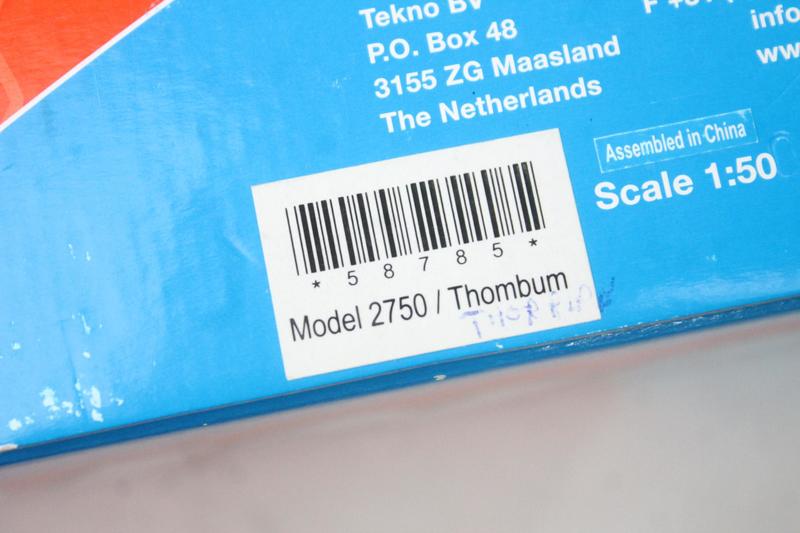 Tekno BV
P.O. Box 48
3155 ZG Maasland
The Netherlands
info
Assembled in China
Scale 1:50
* 5 8 7 8 5 *
Model 2750 / Thombum